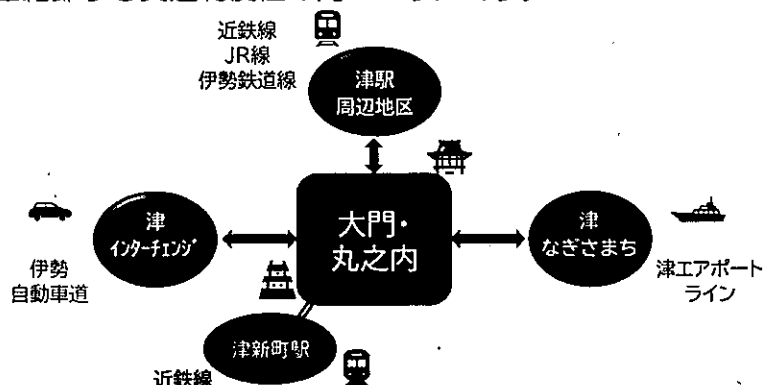 近鉄線
JR線
伊勢鉄道線
津駅
周辺地区
大門・
丸之内
津
インターチェンジ
伊勢
自動車道
津
なぎさまち
津エアポート
ライン
津新町駅
近鉄線